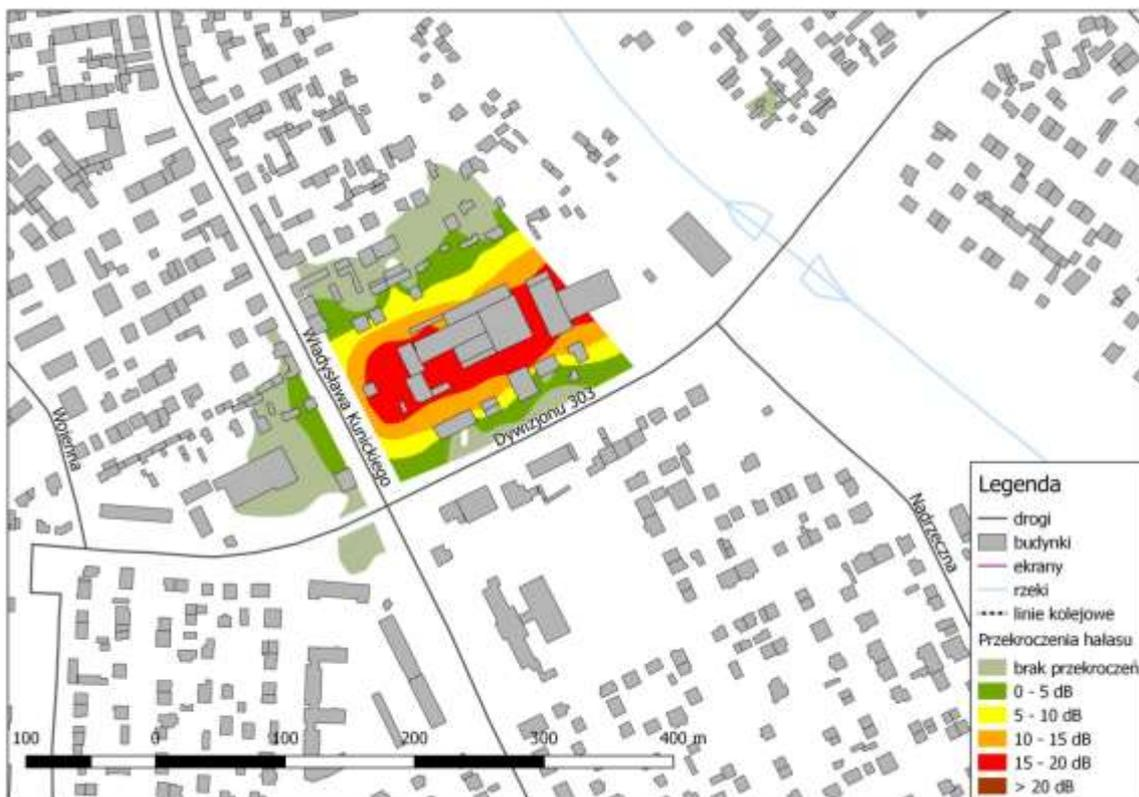 Władysława Kunickiego
Wojenna
Dywizjonu 303
Nadrzeczna
Legenda
drogi
budynki
ekrany
rzeki
linie kolejowe
Przekroczenia hałasu
brak przekroczeń
0 - 5 dB
5 - 10 dB
10 - 15 dB
15 - 20 dB
> 20 dB
100 0 100 200 300 400 m